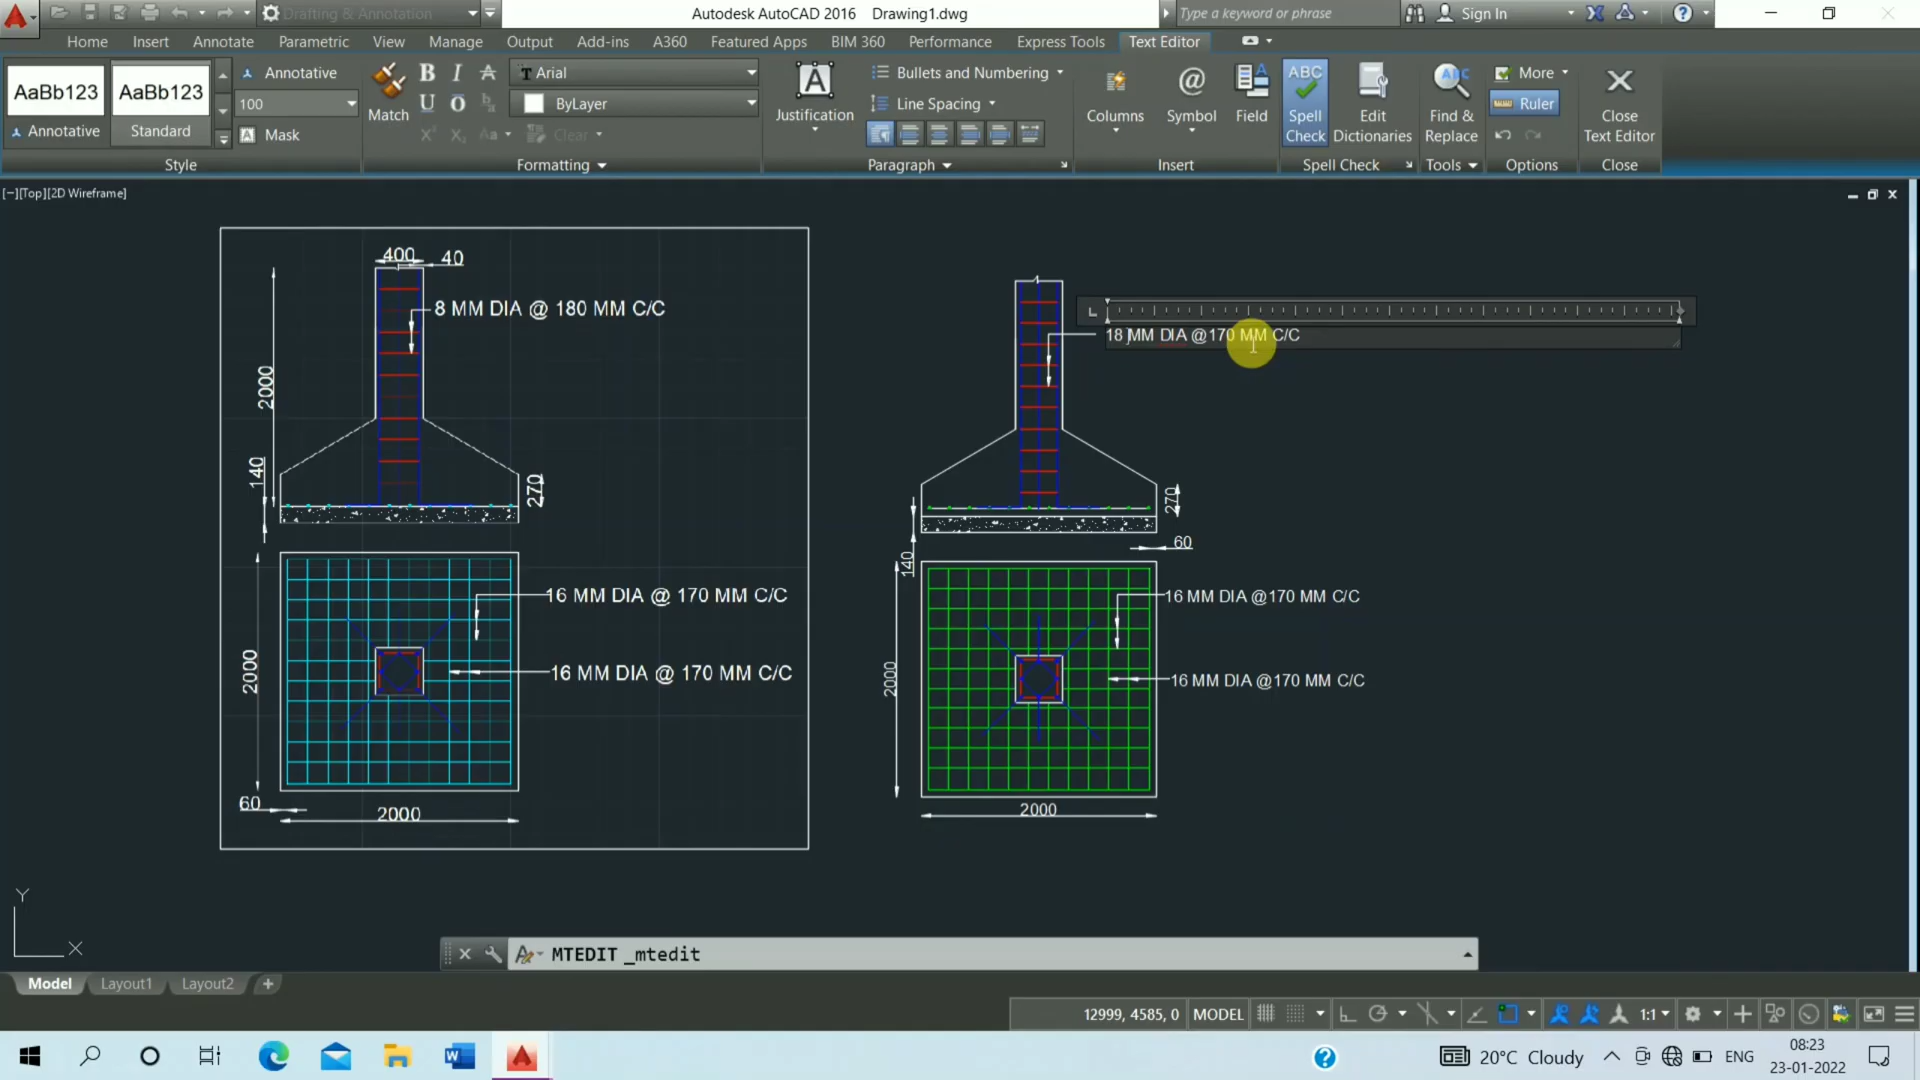 Drafting & Annotation
Autodesk AutoCAD 2016 Drawing1.dwg
Type a keyword or phrase
Sign In
Home Insert Annotate Parametric View Manage Output Add-ins A360 Featured Apps BIM 360 Performance Express Tools Text Editor
AaBb123 AaBb123
Annotative Standard
Annotative
100
Mask
Style
Match
Arial
ByLayer
Clear
Formatting
Justification
Bullets and Numbering
Line Spacing
Paragraph
Columns
Symbol
Field
Insert
ABC
Spell
Check
Edit
Dictionaries
Spell Check
ABC
Find &
Replace
Tools
More
Ruler
Options
Close
Text Editor
Close
[−][Top][2D Wireframe]
400
40
8 MM DIA @ 180 MM C/C
2000
140
270
16 MM DIA @ 170 MM C/C
2000
16 MM DIA @ 170 MM C/C
60
2000
18 MM DIA @170 MM C/C
270
60
140
16 MM DIA @170 MM C/C
2000
16 MM DIA @170 MM C/C
2000
Y
X
MTEDIT _mtedit
Model Layout1 Layout2 +
12999, 4585, 0 MODEL
1:1
20°C Cloudy
ENG
08:23
23-01-2022